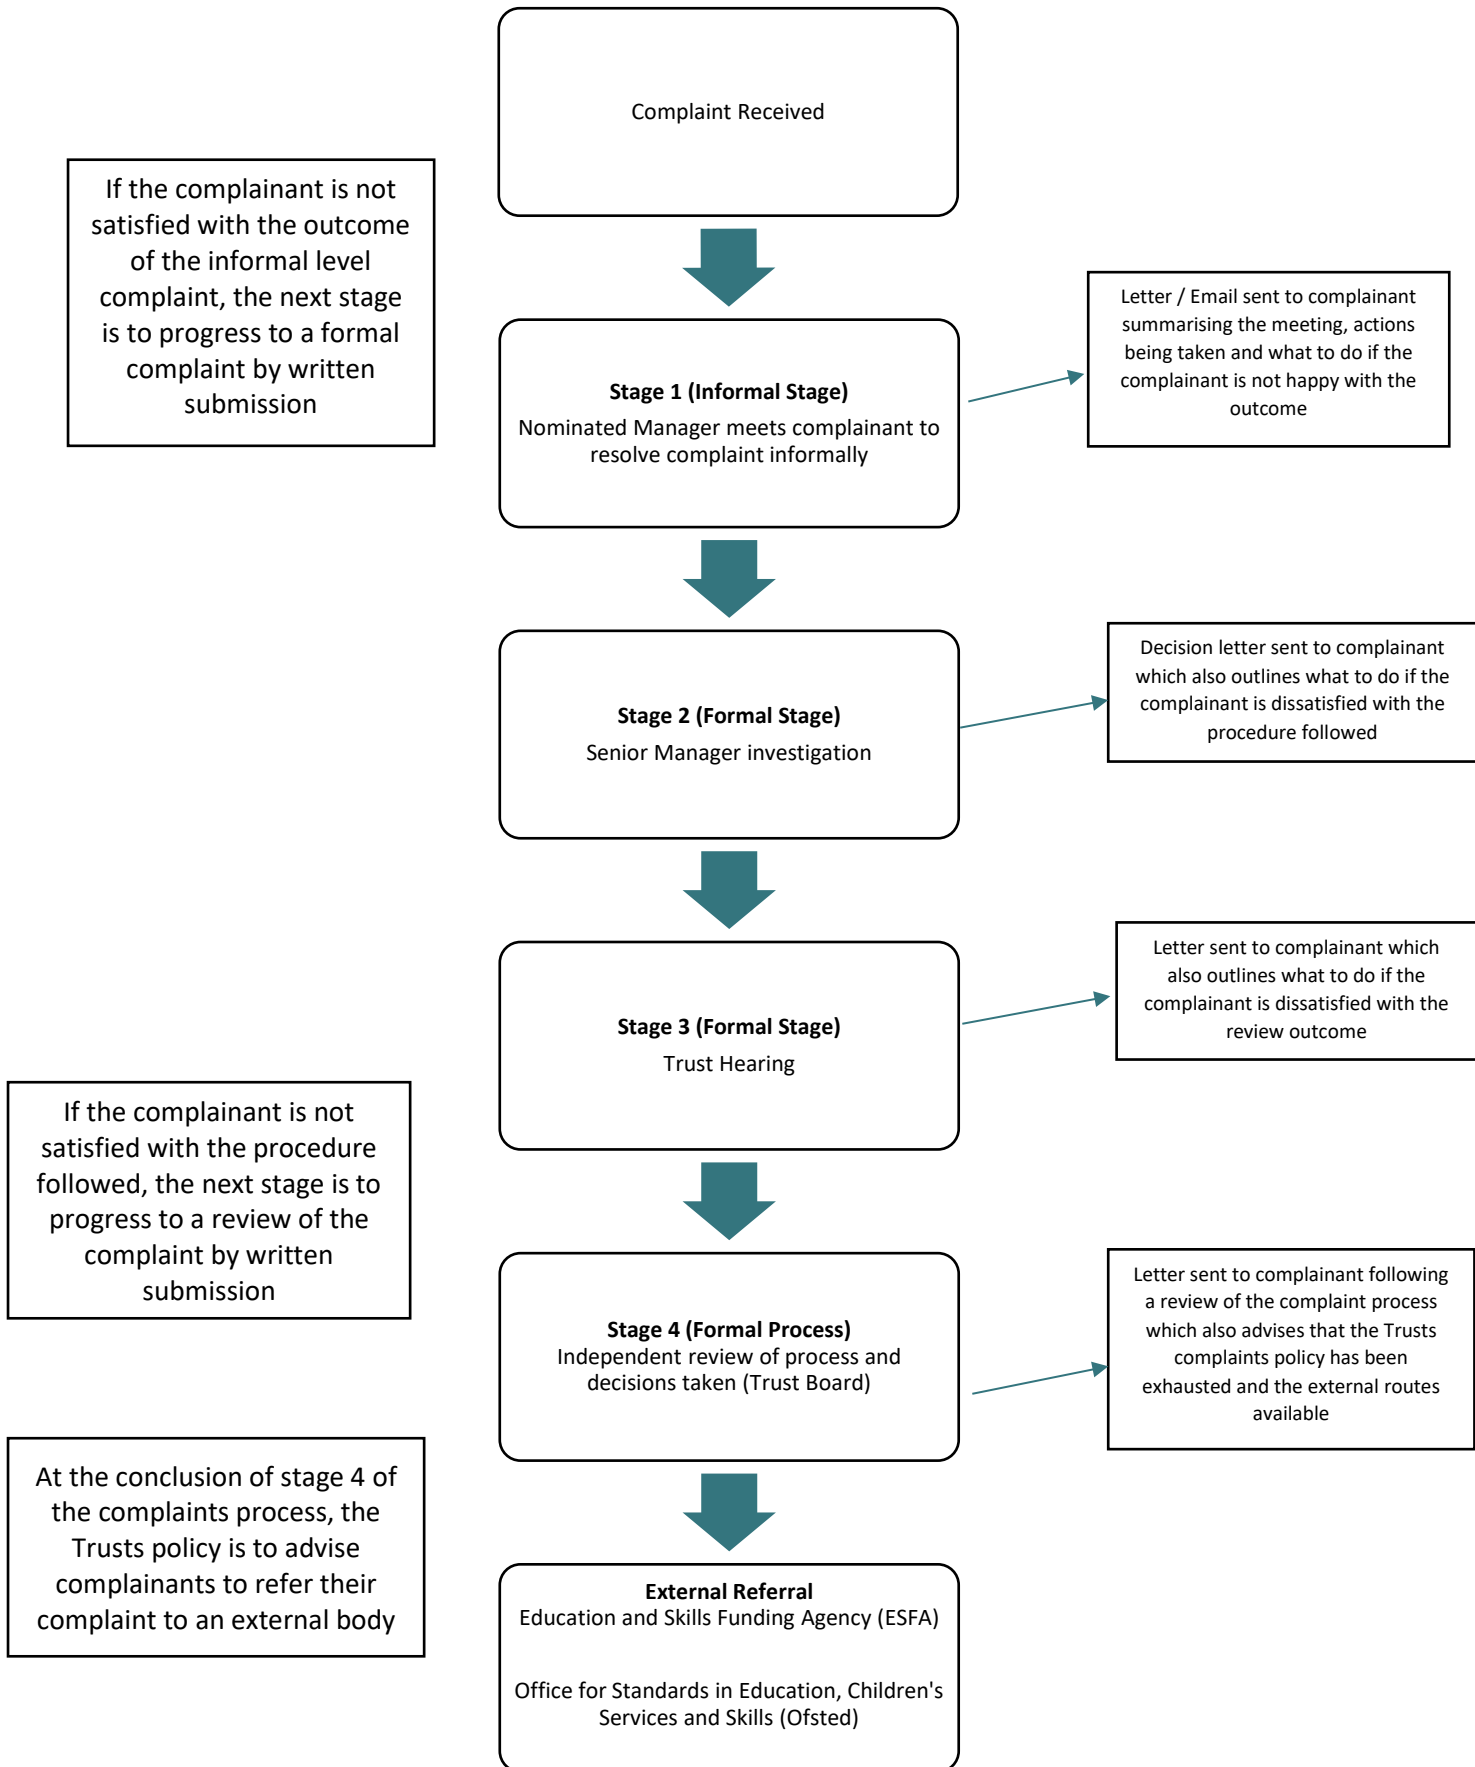 Complaint Received
If the complainant is not
satisfied with the outcome
of the informal level
complaint, the next stage
is to progress to a formal
complaint by written
submission
Stage 1 (Informal Stage)
Nominated Manager meets complainant to
resolve complaint informally
Letter / Email sent to complainant
summarising the meeting, actions
being taken and what to do if the
complainant is not happy with the
outcome
Stage 2 (Formal Stage)
Senior Manager investigation
Decision letter sent to complainant
which also outlines what to do if the
complainant is dissatisfied with the
procedure followed
Stage 3 (Formal Stage)
Trust Hearing
Letter sent to complainant which
also outlines what to do if the
complainant is dissatisfied with the
review outcome
If the complainant is not
satisfied with the procedure
followed, the next stage is to
progress to a review of the
complaint by written
submission
Stage 4 (Formal Process)
Independent review of process and
decisions taken (Trust Board)
Letter sent to complainant following
a review of the complaint process
which also advises that the Trusts
complaints policy has been
exhausted and the external routes
available
At the conclusion of stage 4 of
the complaints process, the
Trusts policy is to advise
complainants to refer their
complaint to an external body
External Referral
Education and Skills Funding Agency (ESFA)
Office for Standards in Education, Children's
Services and Skills (Ofsted)